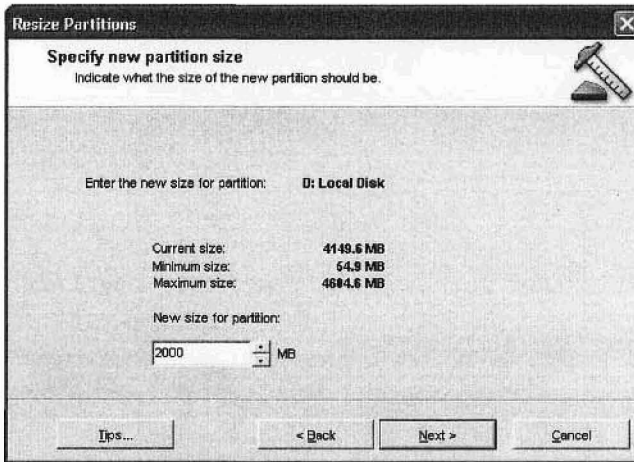 Resize Partitions
Specify new partition size
Indicate what the size of the new partition should be.
Enter the new size for partition: D: Local Disk
Current size: 4149.6 MB
Minimum size: 54.9 MB
Maximum size: 4604.6 MB
New size for partition:
2000 MB
Tips...
< Back
Next >
Cancel